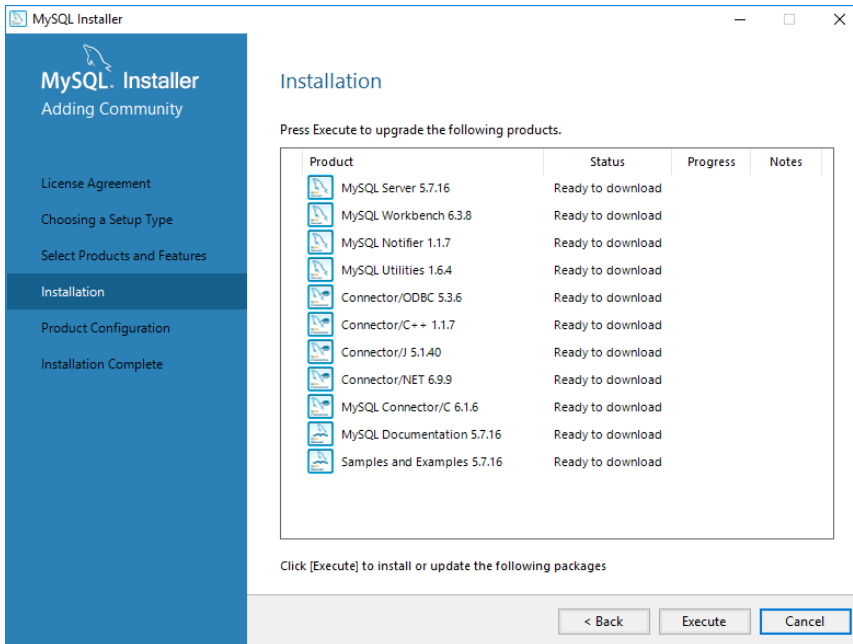 MySQL Installer
MySQL. Installer
Adding Community
License Agreement
Choosing a Setup Type
Select Products and Features
Installation
Product Configuration
Installation Complete
Installation
Press Execute to upgrade the following products.
Product Status Progress Notes
MySQL Server 5.7.16 Ready to download
MySQL Workbench 6.3.8 Ready to download
MySQL Notifier 1.1.7 Ready to download
MySQL Utilities 1.6.4 Ready to download
Connector/ODBC 5.3.6 Ready to download
Connector/C++ 1.1.7 Ready to download
Connector/J 5.1.40 Ready to download
Connector/NET 6.9.9 Ready to download
MySQL Connector/C 6.1.6 Ready to download
MySQL Documentation 5.7.16 Ready to download
Samples and Examples 5.7.16 Ready to download
Click [Execute] to install or update the following packages
< Back Execute Cancel